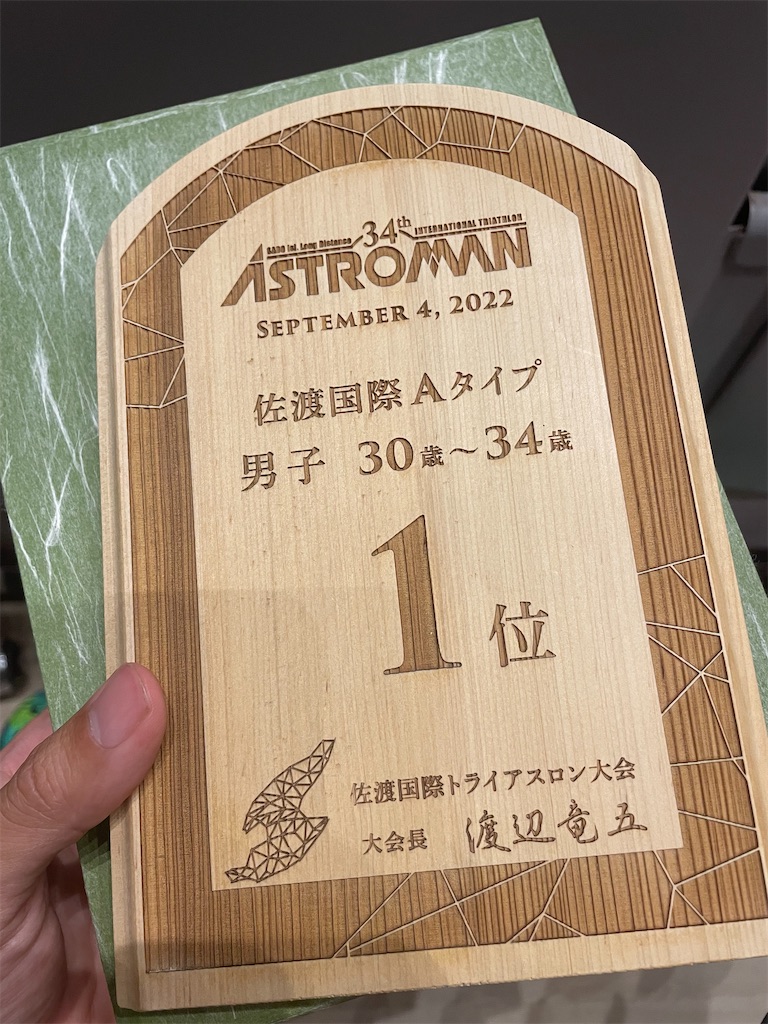 SADO Int. Long Distance 34th INTERNATIONAL TRIATHLON
ASTROMAN
SEPTEMBER 4, 2022
佐渡国際Aタイプ
男子 30歳～34歳
1位
佐渡国際トライアスロン大会
大会長 渡辺竜五